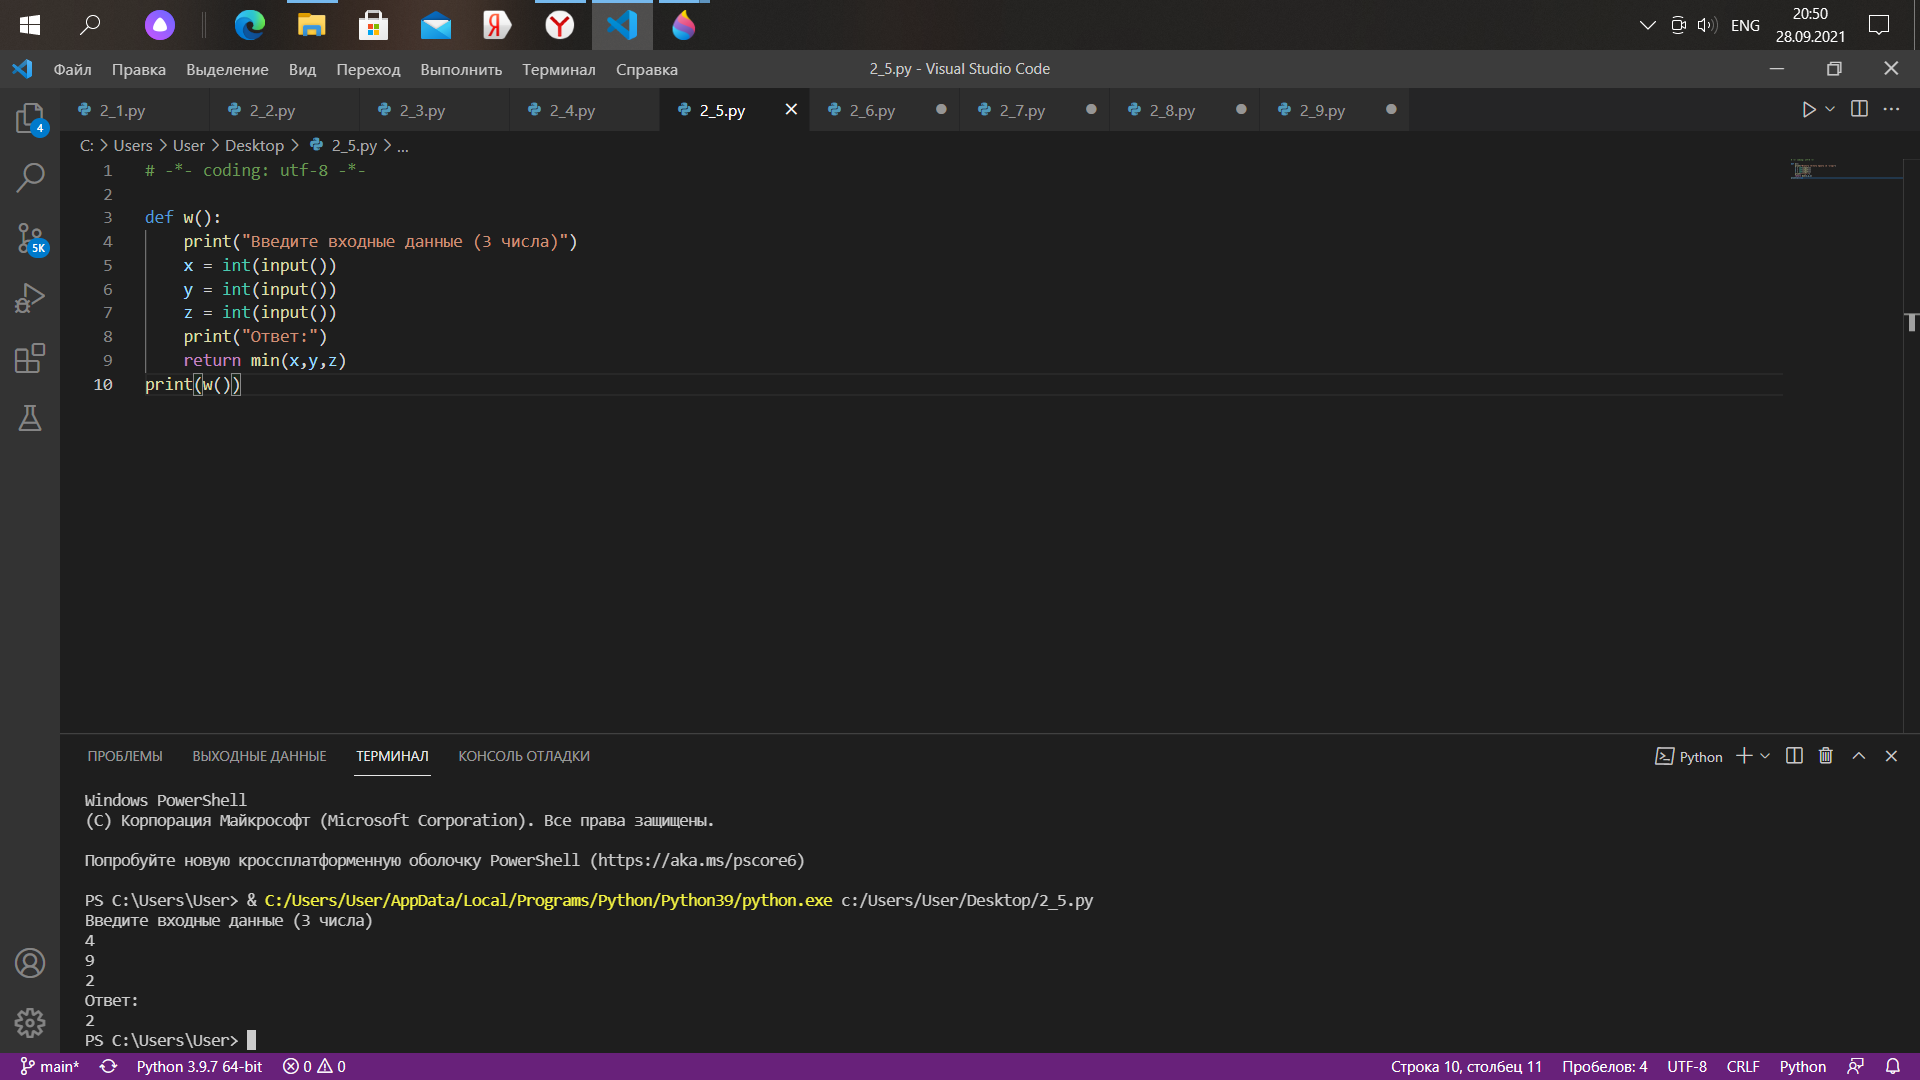 ENG
20:50
28.09.2021
Файл Правка Выделение Вид Переход Выполнить Терминал Справка
2_5.py - Visual Studio Code
2_1.py 2_2.py 2_3.py 2_4.py 2_5.py 2_6.py 2_7.py 2_8.py 2_9.py
4
5K
C: > Users > User > Desktop > 2_5.py > ...
1 # -*- coding: utf-8 -*-
2
3 def w():
4 print("Введите входные данные (3 числа)")
5 x = int(input())
6 y = int(input())
7 z = int(input())
8 print("Ответ:")
9 return min(x,y,z)
10 print(w())
ПРОБЛЕМЫ ВЫХОДНЫЕ ДАННЫЕ ТЕРМИНАЛ КОНСОЛЬ ОТЛАДКИ
Python
Windows PowerShell
(C) Корпорация Майкрософт (Microsoft Corporation). Все права защищены.
Попробуйте новую кроссплатформенную оболочку PowerShell (https://aka.ms/pscore6)
PS C:\Users\User> & C:/Users/User/AppData/Local/Programs/Python/Python39/python.exe c:/Users/User/Desktop/2_5.py
Введите входные данные (3 числа)
4
9
2
Ответ:
2
PS C:\Users\User>
main* Python 3.9.7 64-bit 0 0
Строка 10, столбец 11 Пробелов: 4 UTF-8 CRLF Python